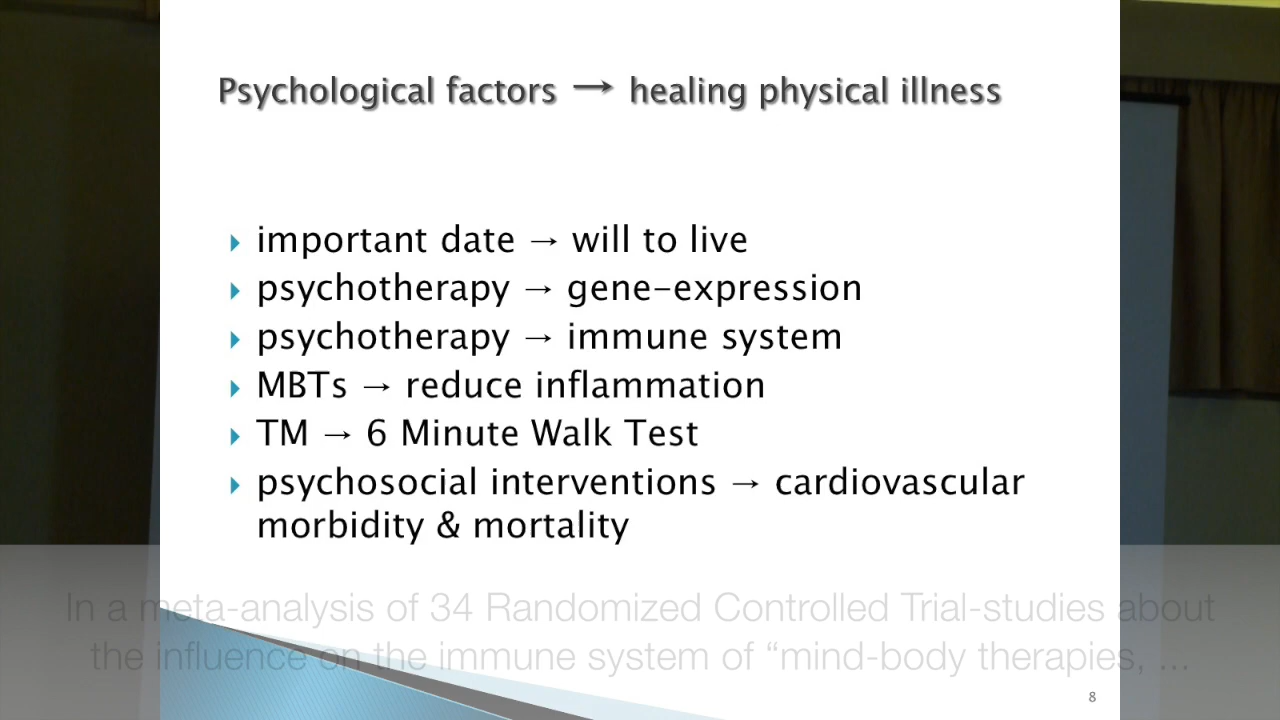 Psychological factors → healing physical illness
important date → will to live
psychotherapy → gene-expression
psychotherapy → immune system
MBTs → reduce inflammation
TM → 6 Minute Walk Test
psychosocial interventions → cardiovascular
morbidity & mortality
In a meta-analysis of 34 Randomized Controlled Trial-studies about
the influence on the immune system of “mind-body therapies, ...
8